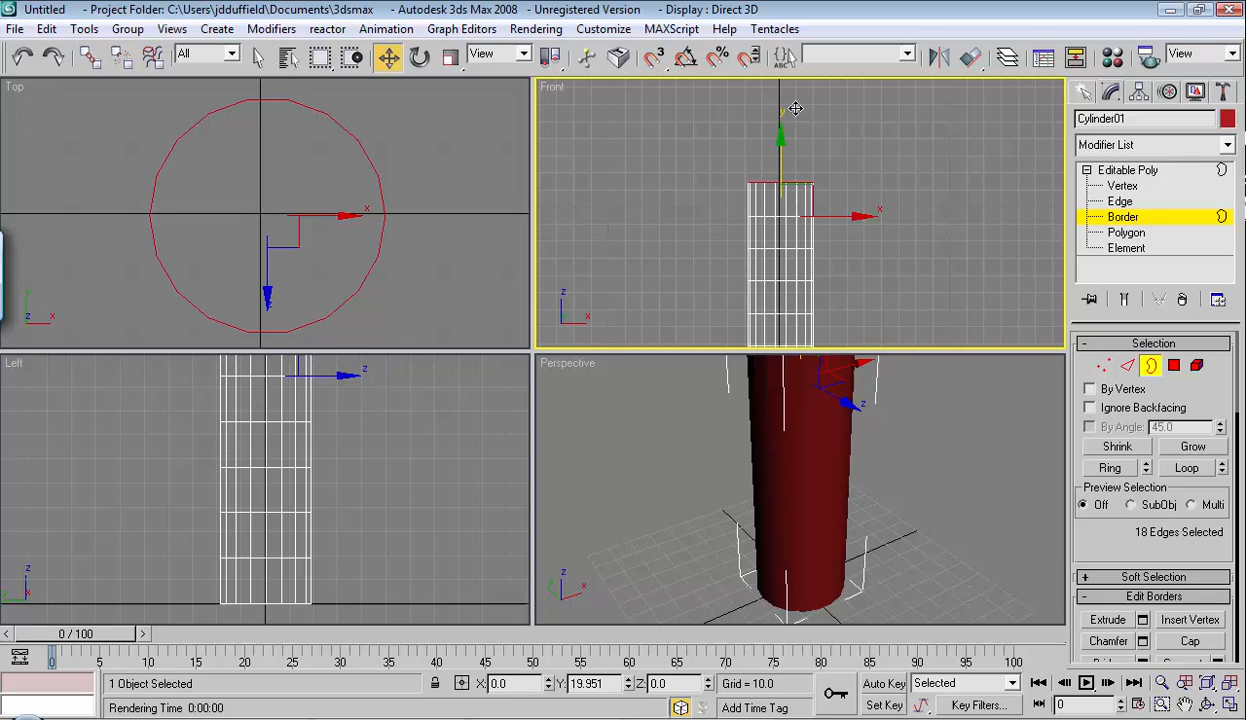 Untitled - Project Folder: C:\Users\jdduffield\Documents\3dsmax - Autodesk 3ds Max 2008 - Unregistered Version - Display : Direct 3D
File Edit Tools Group Views Create Modifiers reactor Animation Graph Editors Rendering Customize MAXScript Help Tentacles
All View 3 % ABC View
Top
x
z
y
z x
Front
y
x
z
x
Left
z
z
y x
Perspective
z
z
y x
Cylinder01
Modifier List
Editable Poly
Vertex
Edge
Border
Polygon
Element
- Selection
By Vertex
Ignore Backfacing
By Angle: 45.0
Shrink Grow
Ring Loop
Preview Selection
Off SubObj Multi
18 Edges Selected
+ Soft Selection
- Edit Borders
Extrude Insert Vertex
Chamfer Cap
< 0 / 100 >
0 5 10 15 20 25 30 35 40 45 50 55 60 65 70 75 80 85 90 95 100
1 Object Selected X: 0.0 Y: 19.951 Z: 0.0 Grid = 10.0 Auto Key Selected
Rendering Time 0:00:00 Add Time Tag Set Key Key Filters... 0